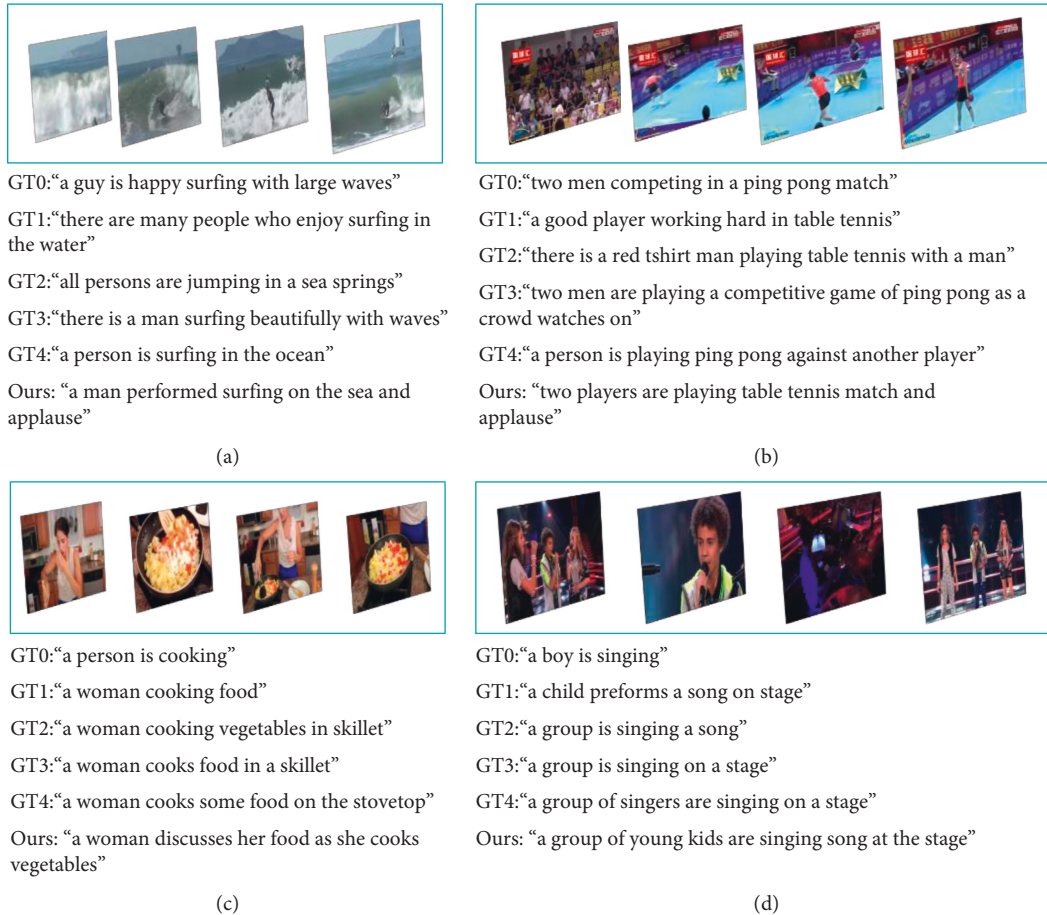 GT0:“a guy is happy surfing with large waves”
GT1:“there are many people who enjoy surfing in
the water”
GT2:“all persons are jumping in a sea springs”
GT3:“there is a man surfing beautifully with waves”
GT4:“a person is surfing in the ocean”
Ours: “a man performed surfing on the sea and
applause”
(a)
GT0:“two men competing in a ping pong match”
GT1:“a good player working hard in table tennis”
GT2:“there is a red tshirt man playing table tennis with a man”
GT3:“two men are playing a competitive game of ping pong as a
crowd watches on”
GT4:“a person is playing ping pong against another player”
Ours: “two players are playing table tennis match and
applause”
(b)
GT0:“a person is cooking”
GT1:“a woman cooking food”
GT2:“a woman cooking vegetables in skillet”
GT3:“a woman cooks food in a skillet”
GT4:“a woman cooks some food on the stovetop”
Ours: “a woman discusses her food as she cooks
vegetables”
(c)
GT0:“a boy is singing”
GT1:“a child preforms a song on stage”
GT2:“a group is singing a song”
GT3:“a group is singing on a stage”
GT4:“a group of singers are singing on a stage”
Ours: “a group of young kids are singing song at the stage”
(d)